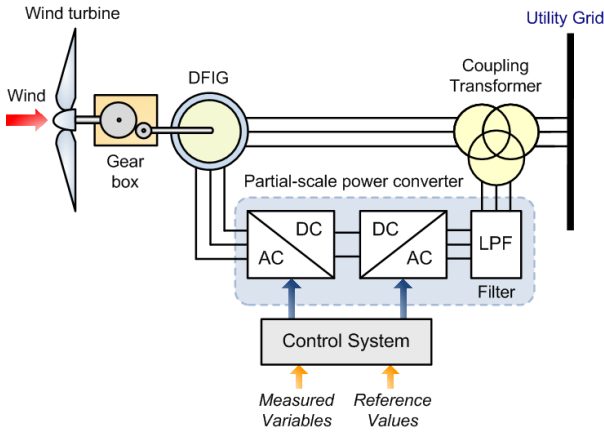 Wind turbine
Utility Grid
DFIG
Coupling
Transformer
Wind
Gear
box
Partial-scale power converter
DC
AC
DC
AC
LPF
Filter
Control System
Measured
Variables
Reference
Values